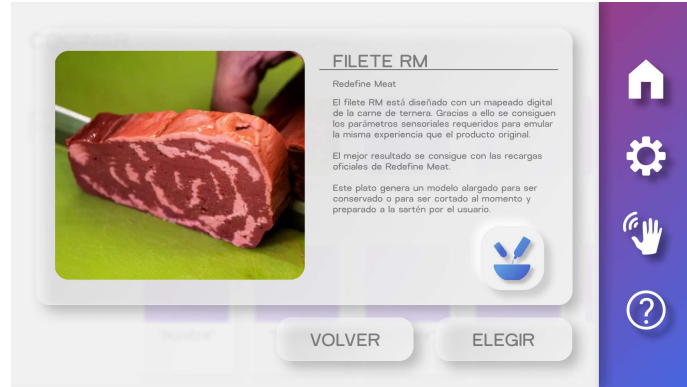 FILETE RM
Redefine Meat
El filete RM está diseñado con un mapeado digital
de la carne de ternera. Gracias a ello se consiguen
los parámetros sensoriales requeridos para emular
la misma experiencia que el producto original.
El mejor resultado se consigue con las recargas
oficiales de Redefine Meat.
Este plato genera un modelo alargado para ser
conservado o para ser cortado al momento y
preparado a la sartén por el usuario.
VOLVER
ELEGIR